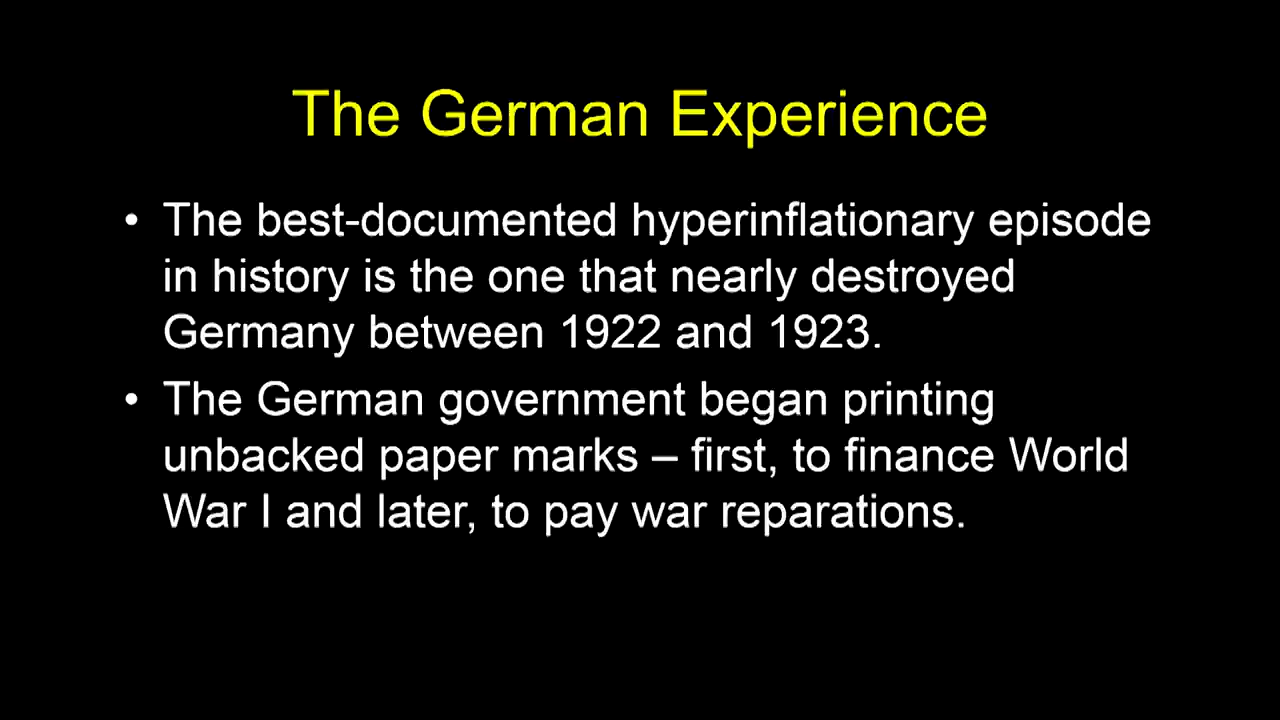 The German Experience
• The best-documented hyperinflationary episode
in history is the one that nearly destroyed
Germany between 1922 and 1923.
• The German government began printing
unbacked paper marks – first, to finance World
War I and later, to pay war reparations.